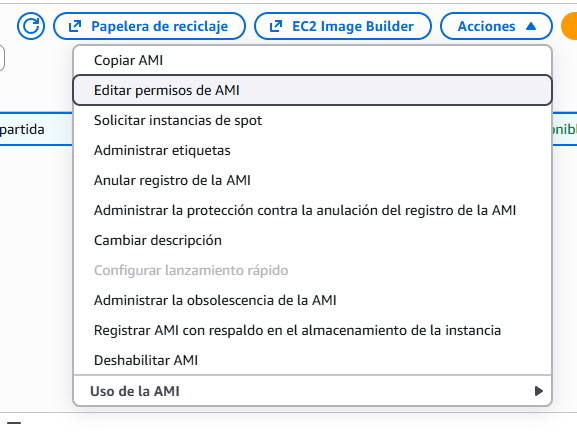 Papelera de reciclaje
EC2 Image Builder
Acciones
Copiar AMI
Editar permisos de AMI
partida
Solicitar instancias de spot
Administrar etiquetas
Anular registro de la AMI
Administrar la protección contra la anulación del registro de la AMI
Cambiar descripción
Configurar lanzamiento rápido
Administrar la obsolescencia de la AMI
Registrar AMI con respaldo en el almacenamiento de la instancia
Deshabilitar AMI
Uso de la AMI